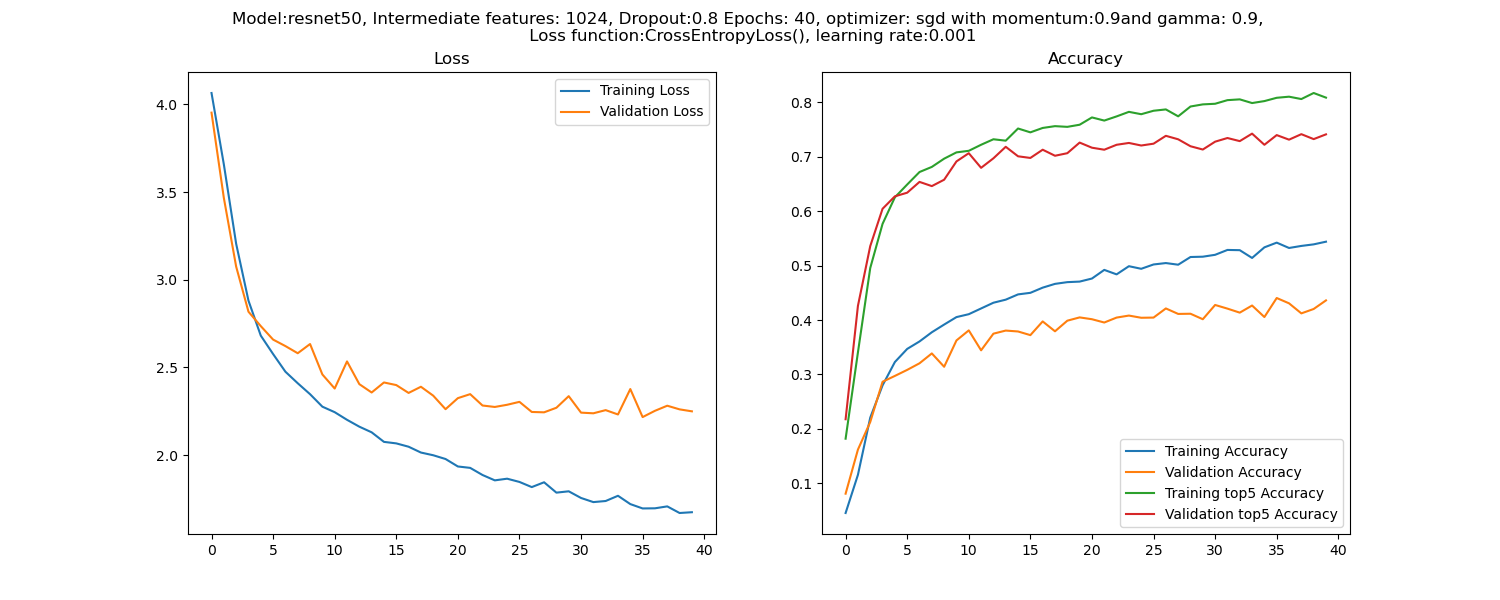 Model:resnet50, Intermediate features: 1024, Dropout:0.8 Epochs: 40, optimizer: sgd with momentum:0.9and gamma: 0.9,
Loss function:CrossEntropyLoss(), learning rate:0.001
Loss
Training Loss
Validation Loss
4.0
3.5
3.0
2.5
2.0
0 5 10 15 20 25 30 35 40
Accuracy
0.8
0.7
0.6
0.5
0.4
0.3
0.2
0.1
Training Accuracy
Validation Accuracy
Training top5 Accuracy
Validation top5 Accuracy
0 5 10 15 20 25 30 35 40